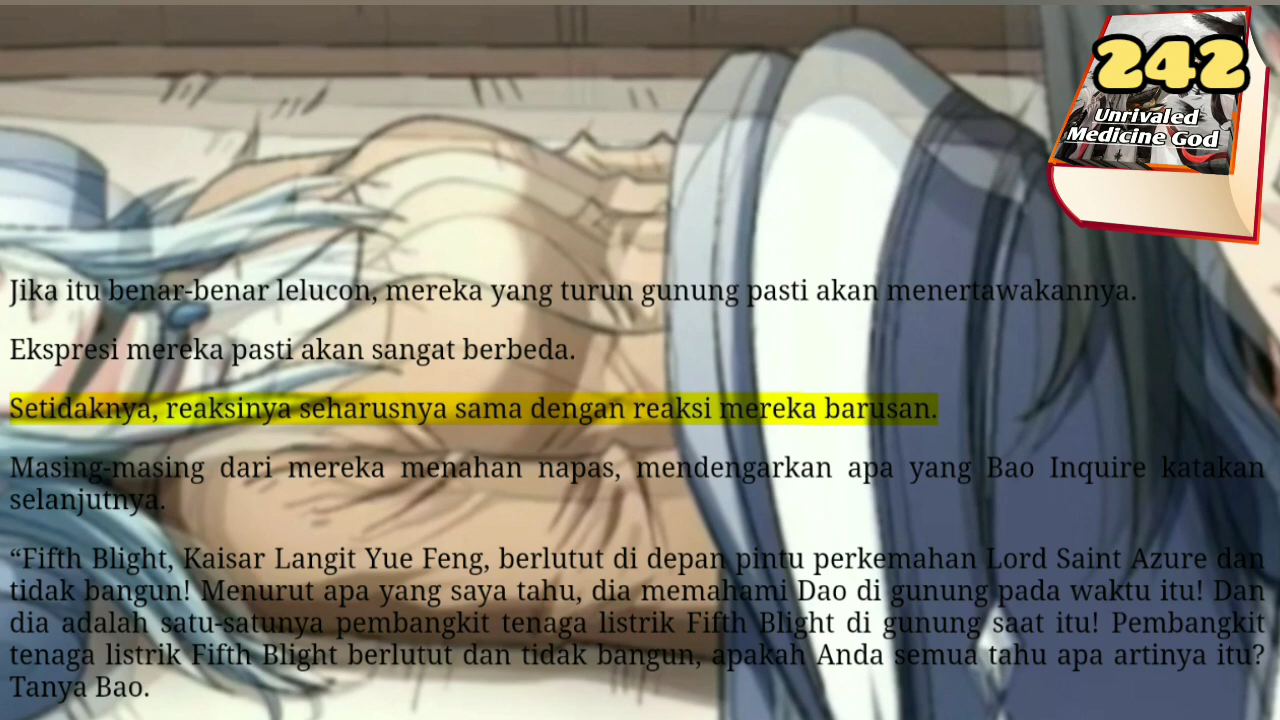 242
Unrivaled
Medicine God
Jika itu benar-benar lelucon, mereka yang turun gunung pasti akan menertawakannya.
Ekspresi mereka pasti akan sangat berbeda.
Setidaknya, reaksinya seharusnya sama dengan reaksi mereka barusan.
Masing-masing dari mereka menahan napas, mendengarkan apa yang Bao Inquire katakan
selanjutnya.
“Fifth Blight, Kaisar Langit Yue Feng, berlutut di depan pintu perkemahan Lord Saint Azure dan
tidak bangun! Menurut apa yang saya tahu, dia memahami Dao di gunung pada waktu itu! Dan
dia adalah satu-satunya pembangkit tenaga listrik Fifth Blight di gunung saat itu! Pembangkit
tenaga listrik Fifth Blight berlutut dan tidak bangun, apakah Anda semua tahu apa artinya itu?
Tanya Bao.